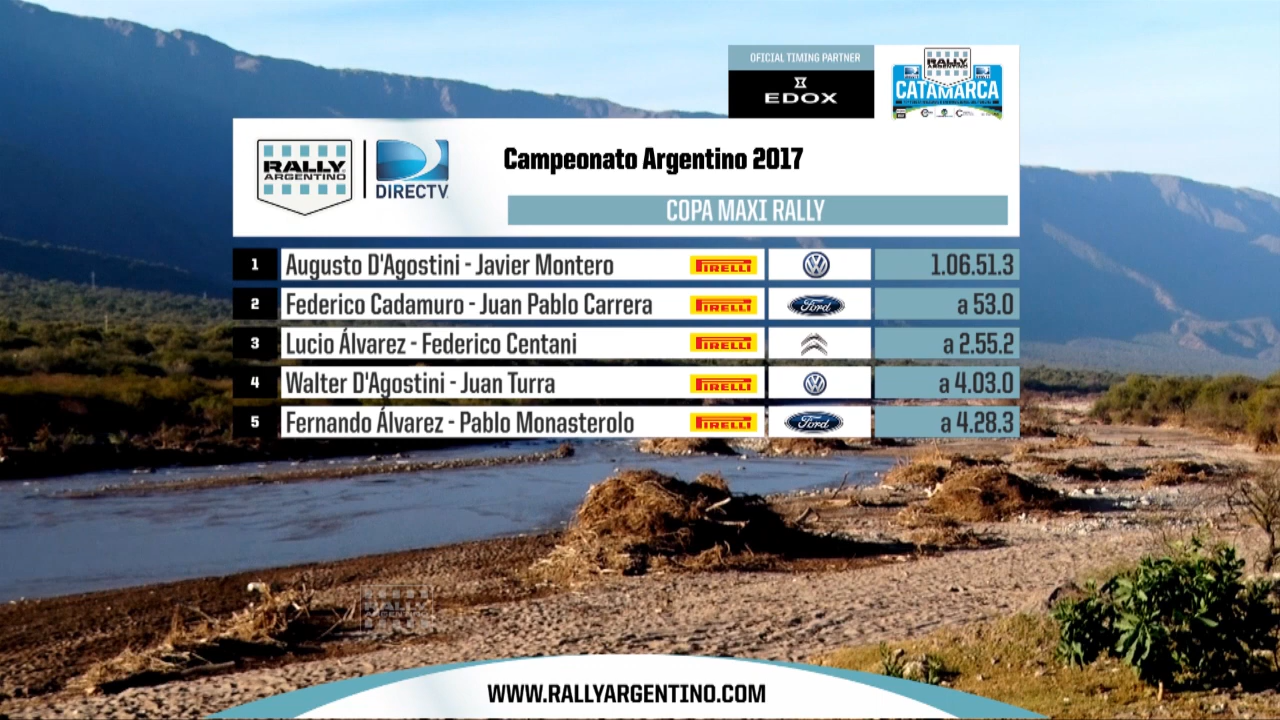 OFICIAL TIMING PARTNER
EDOX
RALLY
ARGENTINO
CATAMARCA
RALLY
ARGENTINO
DIRECTV
Campeonato Argentino 2017
COPA MAXI RALLY
1 Augusto D'Agostini - Javier Montero PIRELLI 1.06.51.3
2 Federico Cadamuro - Juan Pablo Carrera PIRELLI Ford a 53.0
3 Lucio Álvarez - Federico Centani PIRELLI a 2.55.2
4 Walter D'Agostini - Juan Turra PIRELLI a 4.03.0
5 Fernando Álvarez - Pablo Monasterolo PIRELLI Ford a 4.28.3
RALLY
ARGENTINO
WWW.RALLYARGENTINO.COM